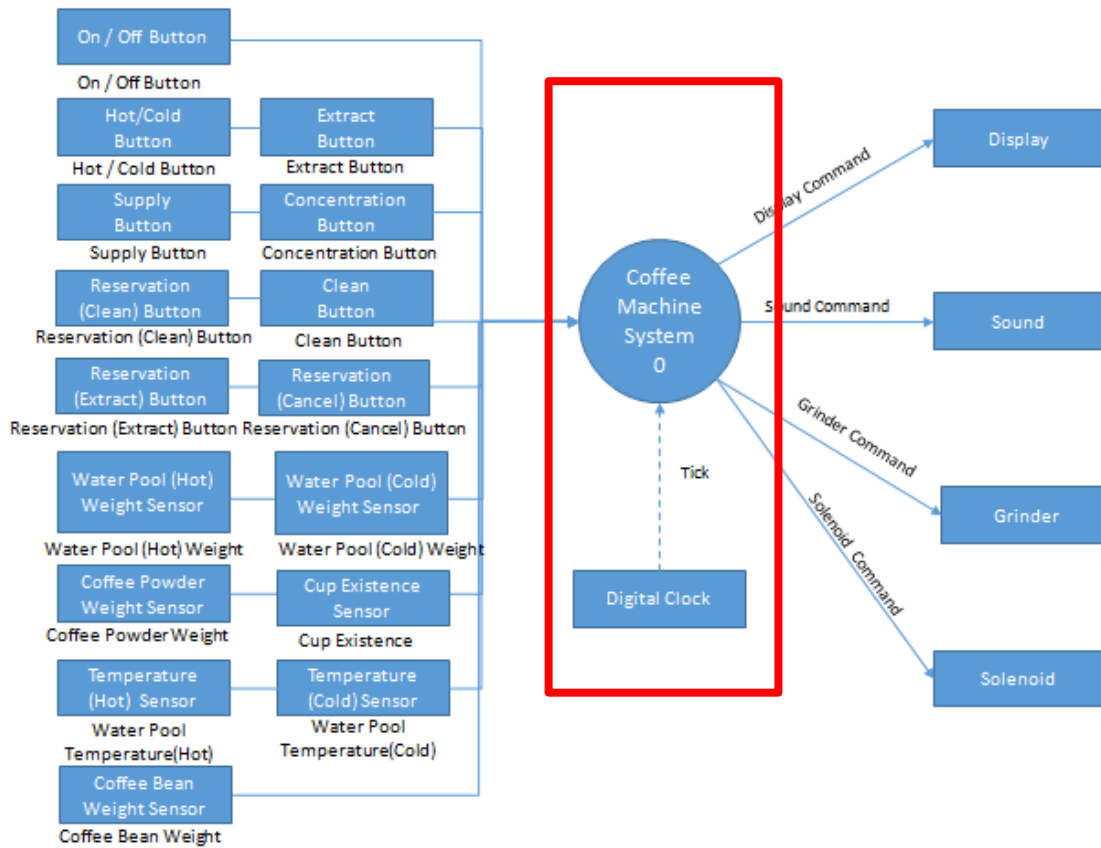 On / Off Button
On / Off Button
Hot/Cold
Button
Hot / Cold Button
Extract
Button
Extract Button
Supply
Button
Supply Button
Concentration
Button
Concentration Button
Reservation
(Clean) Button
Reservation (Clean) Button
Clean
Button
Clean Button
Reservation
(Extract) Button
Reservation (Extract) Button
Reservation
(Cancel) Button
Reservation (Cancel) Button
Water Pool (Hot)
Weight Sensor
Water Pool (Hot) Weight
Water Pool (Cold)
Weight Sensor
Water Pool (Cold) Weight
Coffee Powder
Weight Sensor
Coffee Powder Weight
Cup Existence
Sensor
Cup Existence
Temperature
(Hot) Sensor
Water Pool
Temperature(Hot)
Temperature
(Cold) Sensor
Water Pool
Temperature(Cold)
Coffee Bean
Weight Sensor
Coffee Bean Weight
Coffee
Machine
System
0
Tick
Digital Clock
Display Command
Display
Sound Command
Sound
Grinder Command
Grinder
Solenoid Command
Solenoid